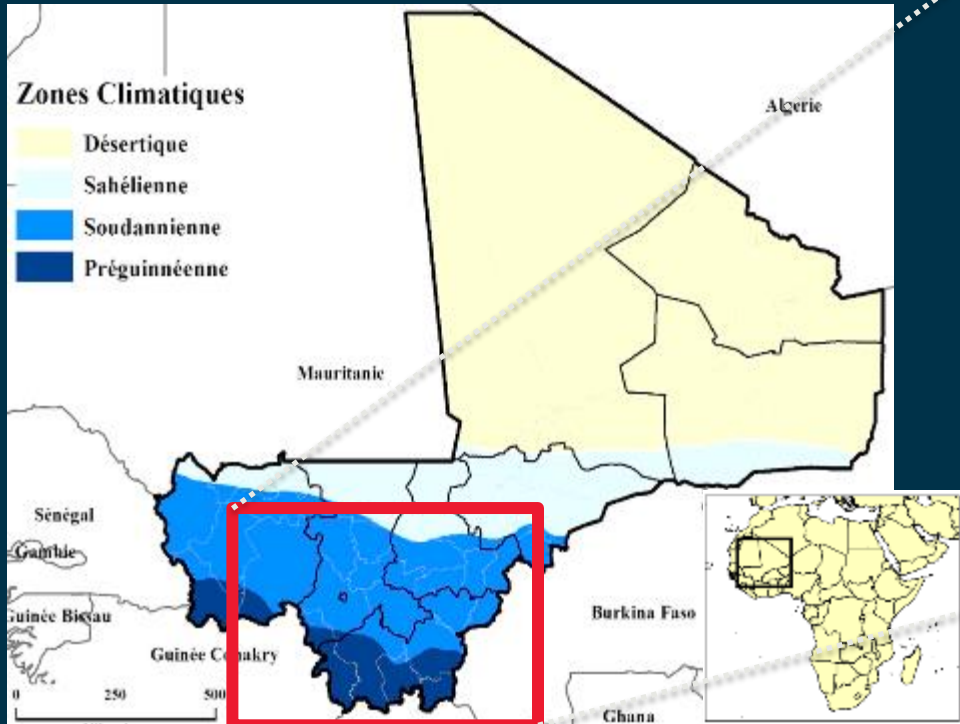 Zones Climatiques
Désertique
Sahélienne
Soudannienne
Préguinnéenne
Algerie
Mauritanie
Sénégal
Gambie
Guinée Bissau
Guinée Conakry
Burkina Faso
Ghana
0 250 500